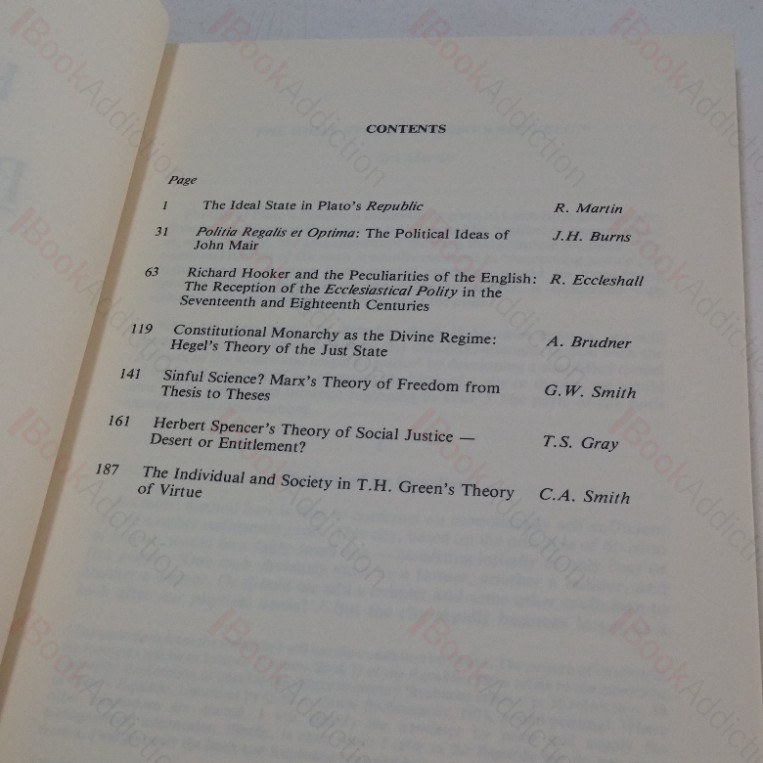 CONTENTS
Page
1 The Ideal State in Plato's Republic R. Martin
31 Politia Regalis et Optima: The Political Ideas of J.H. Burns
John Mair
63 Richard Hooker and the Peculiarities of the English: R. Eccleshall
The Reception of the Ecclesiastical Polity in the
Seventeenth and Eighteenth Centuries
119 Constitutional Monarchy as the Divine Regime: A. Brudner
Hegel's Theory of the Just State
141 Sinful Science? Marx's Theory of Freedom from G.W. Smith
Thesis to Theses
161 Herbert Spencer's Theory of Social Justice — T.S. Gray
Desert or Entitlement?
187 The Individual and Society in T.H. Green's Theory C.A. Smith
of Virtue
BookAddiction